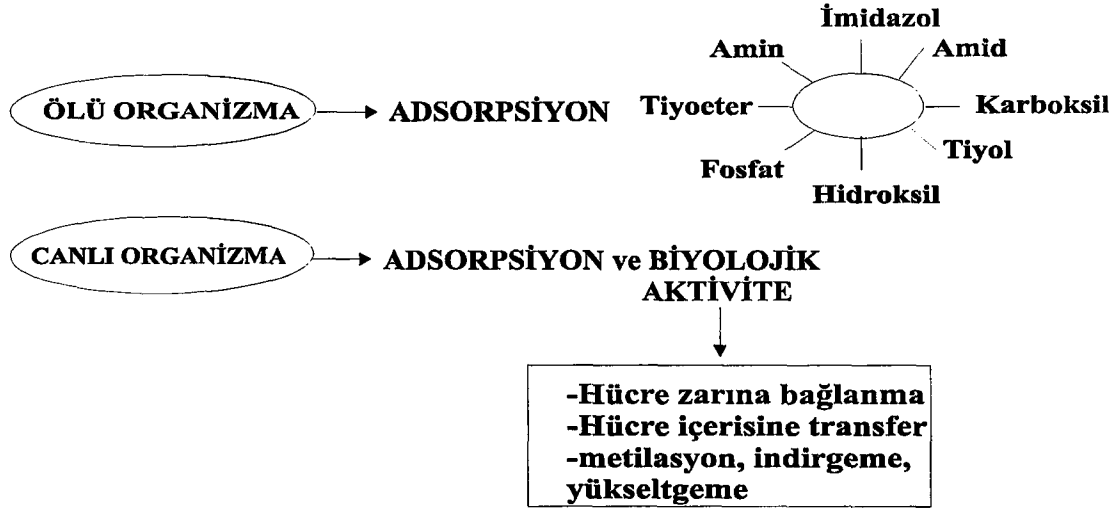 İmidazol
Amin
Amid
ÖLÜ ORGANİZMA
ADSORPSİYON
Tiyoeter
Karboksil
Fosfat
Tiyol
Hidroksil
CANLI ORGANİZMA
ADSORPSİYON ve BİYOLOJİK
AKTİVİTE
-Hücre zarına bağlanma
-Hücre içerisine transfer
-metilasyon, indirgeme,
yükseltgeme